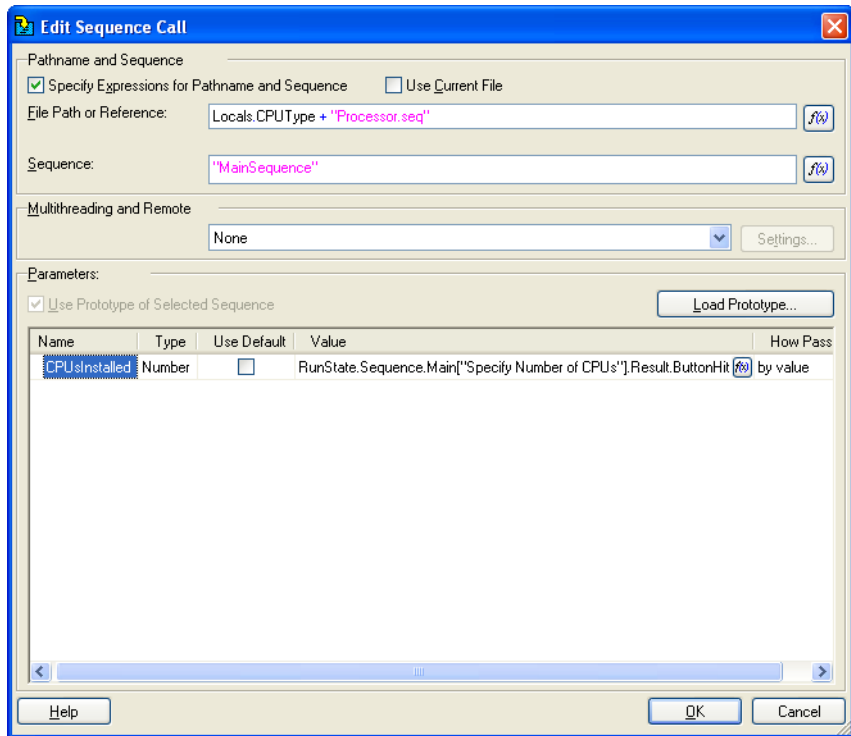 Edit Sequence Call
Pathname and Sequence
Specify Expressions for Pathname and Sequence Use Current File
File Path or Reference: Locals.CPUType + "Processor.seq" f(x)
Sequence: "MainSequence" f(x)
Multithreading and Remote
None Settings...
Parameters:
Use Prototype of Selected Sequence Load Prototype...
Name Type Use Default Value How Pass
CPUsInstalled Number RunState.Sequence.Main["Specify Number of CPUs"].Result.ButtonHit f(x) by value
Help OK Cancel